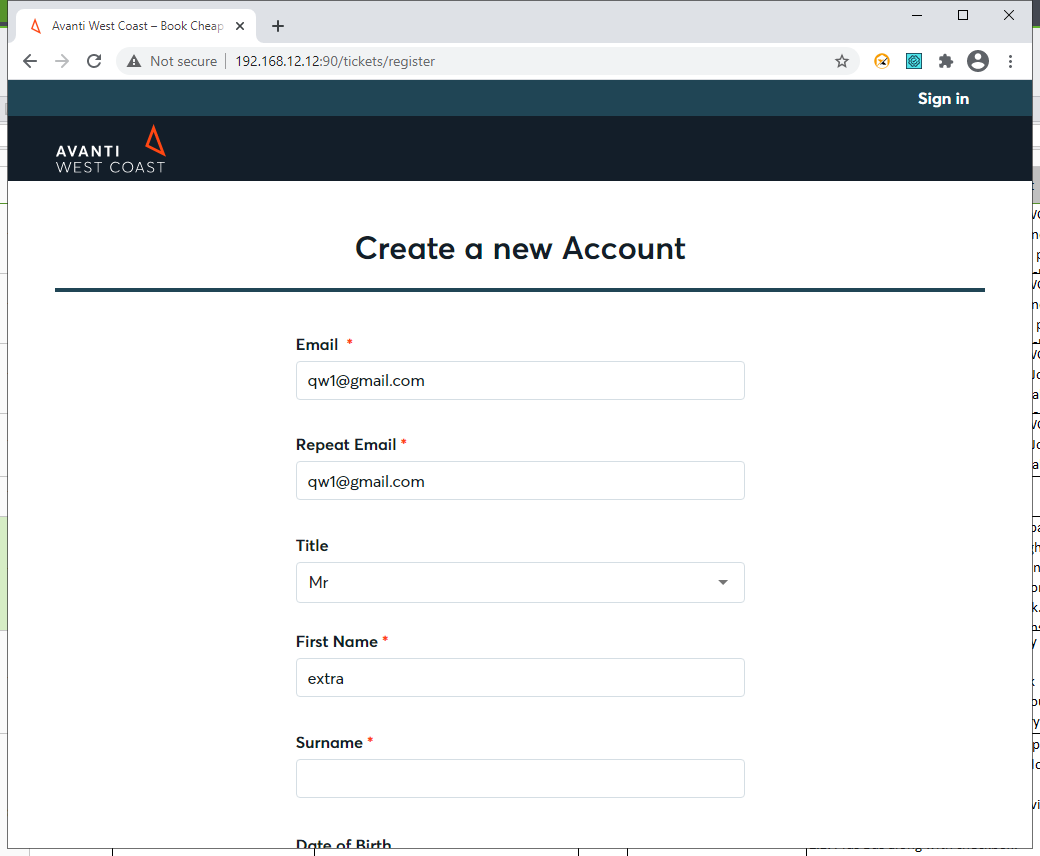 Avanti West Coast – Book Cheap
Not secure
192.168.12.12:90/tickets/register
Sign in
AVANTI
WEST COAST
Create a new Account
Email *
qw1@gmail.com
Repeat Email *
qw1@gmail.com
Title
Mr
First Name *
extra
Surname *
Date of Birth